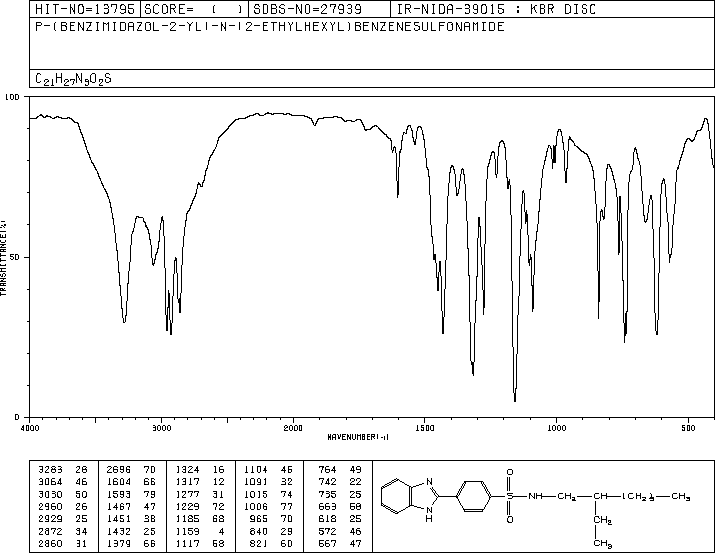 HIT-NO=13795 SCORE= ( ) SDBS-NO=27939 IR-NIDA-39015 : KBR DISC
P-(BENZIMIDAZOL-2-YL)-N-(2-ETHYLHEXYL)BENZENESULFONAMIDE
C21H27N3O2S
100
50
0
TRANSMITTANCE(%)
4000 3000 2000 1500 1000 500
WAVENUMBER(-1)
3283 28 2696 70 1324 16 1104 46 764 49
3064 46 1604 66 1317 12 1091 32 742 22
3030 50 1593 79 1277 31 1015 74 735 25
2960 26 1467 47 1229 72 1006 77 663 58
2929 25 1451 38 1185 68 965 70 618 25
2872 34 1432 25 1159 4 840 29 572 46
2860 31 1379 66 1117 58 821 60 567 47
N
NH
O
S
O
NH
CH2
CH
(CH2)3
CH3
CH2
CH3